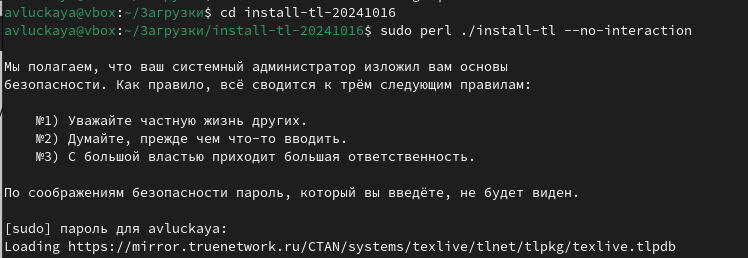 avluckaya@vbox:~/Загрузки$ cd install-tl-20241016
avluckaya@vbox:~/Загрузки/install-tl-20241016$ sudo perl ./install-tl --no-interaction
Мы полагаем, что ваш системный администратор изложил вам основы
безопасности. Как правило, всё сводится к трём следующим правилам:
№1) Уважайте частную жизнь других.
№2) Думайте, прежде чем что-то вводить.
№3) С большой властью приходит большая ответственность.
По соображениям безопасности пароль, который вы введёте, не будет виден.
[sudo] пароль для avluckaya:
Loading https://mirror.truenetwork.ru/CTAN/systems/texlive/tlnet/tlpkg/texlive.tlpdb